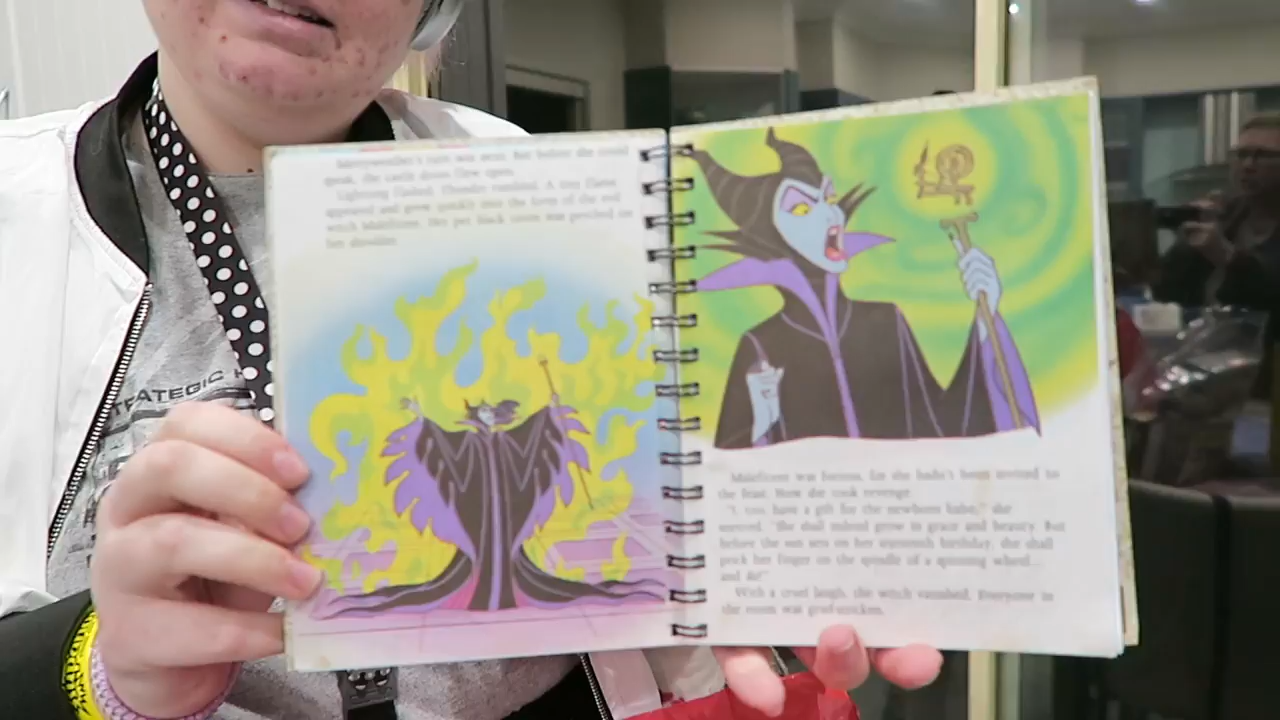 Merryweather's turn was next. But before she could
speak, the castle doors flew open.
Lightning flashed. Thunder rumbled. A tiny flame
appeared and grew quickly into the form of the evil
witch Maleficent. Her pet black raven was perched on
her shoulder.
Maleficent was furious, for she hadn't been invited to
the feast. Now she took revenge.
"I, too, have a gift for the newborn babe," she
"She shall indeed grow in grace and beauty. But
before the sun sets on her sixteenth birthday, she shall
prick her finger on the spindle of a spinning wheel...
and die!"
With a cruel laugh, the witch vanished. Everyone in
the room was grief-stricken.
TRATEGIC H